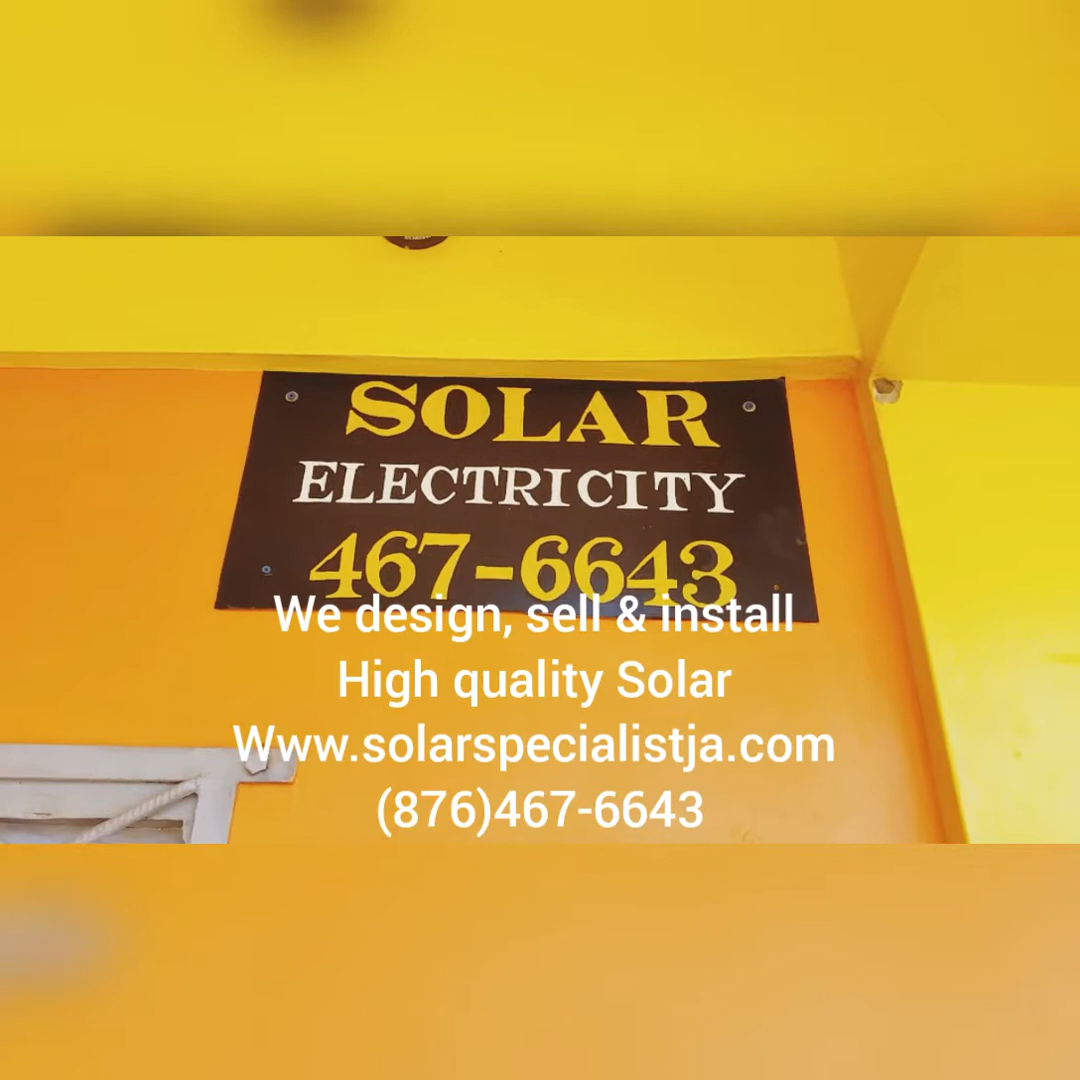 SOLAR
ELECTRICITY
467-6643
We design, sell & install
High quality Solar
Www.solarspecialistja.com
(876)467-6643